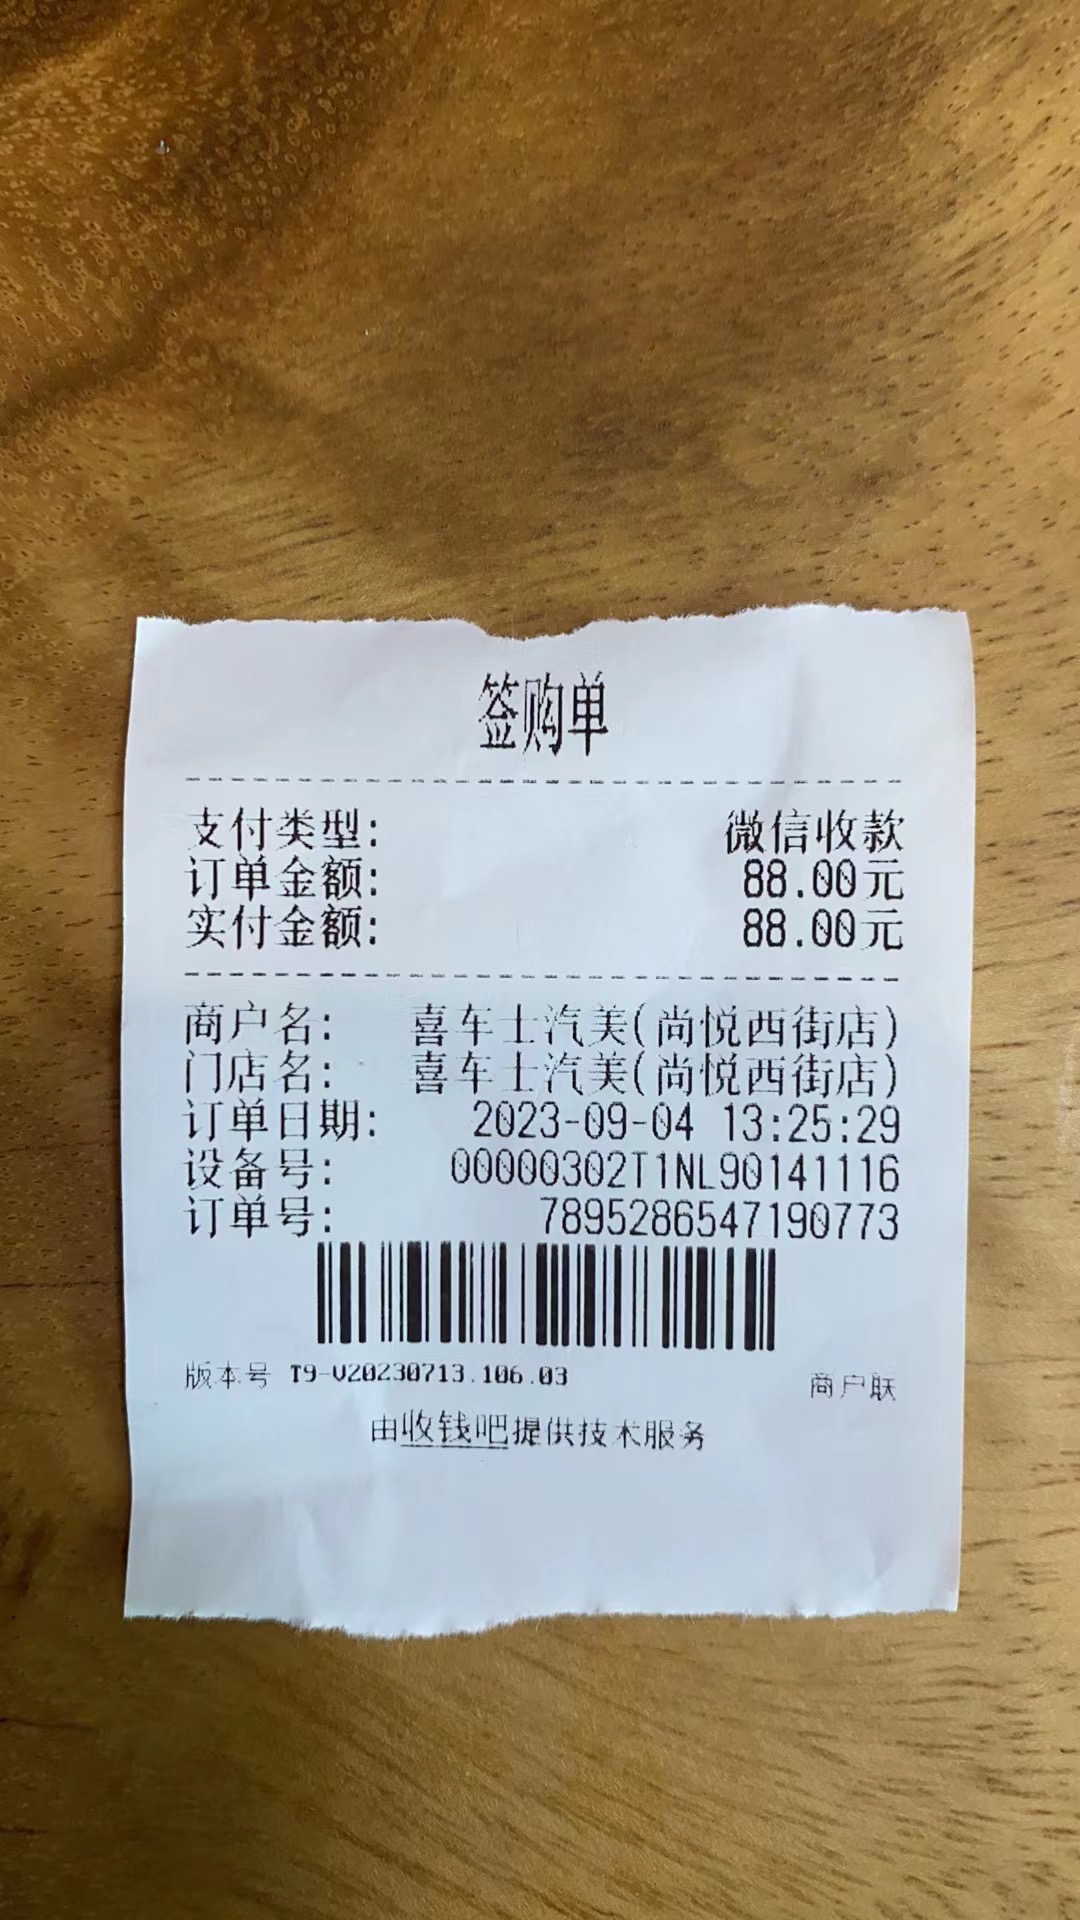 签购单
支付类型: 微信收款
订单金额: 88.00元
实付金额: 88.00元
商户名: 喜车士汽美(尚悦西街店)
门店名: 喜车士汽美(尚悦西街店)
订单日期: 2023-09-04 13:25:29
设备号: 00000302T1NL90141116
订单号: 7895286547190773
版本号 T9-V20230713.106.03 商户联
由收钱吧提供技术服务